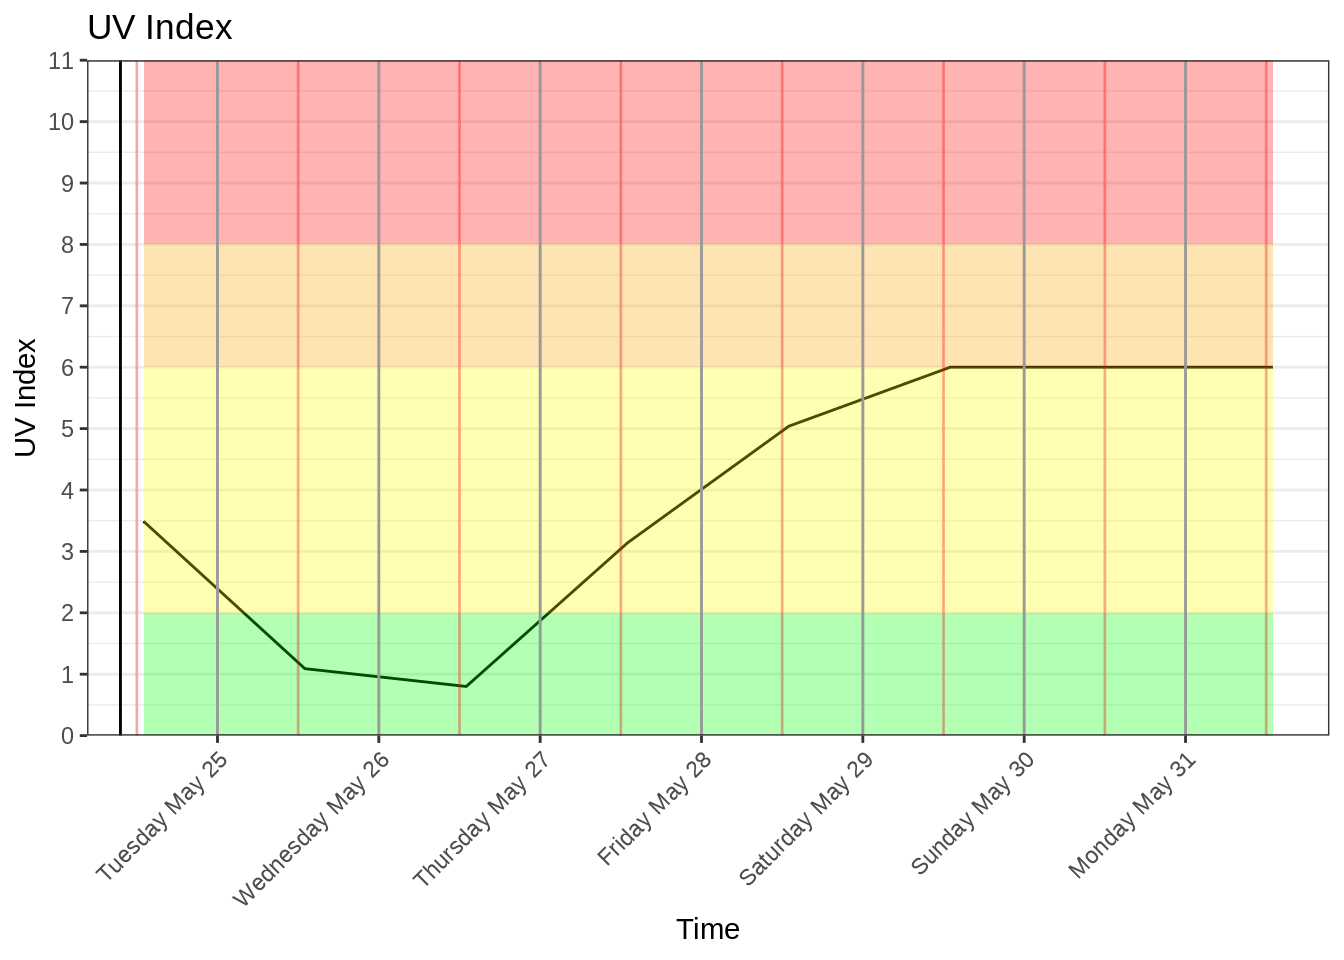 UV Index
11
10
9
8
7
6
5
4
3
2
1
0
UV Index
Tuesday May 25
Wednesday May 26
Thursday May 27
Friday May 28
Saturday May 29
Sunday May 30
Monday May 31
Time